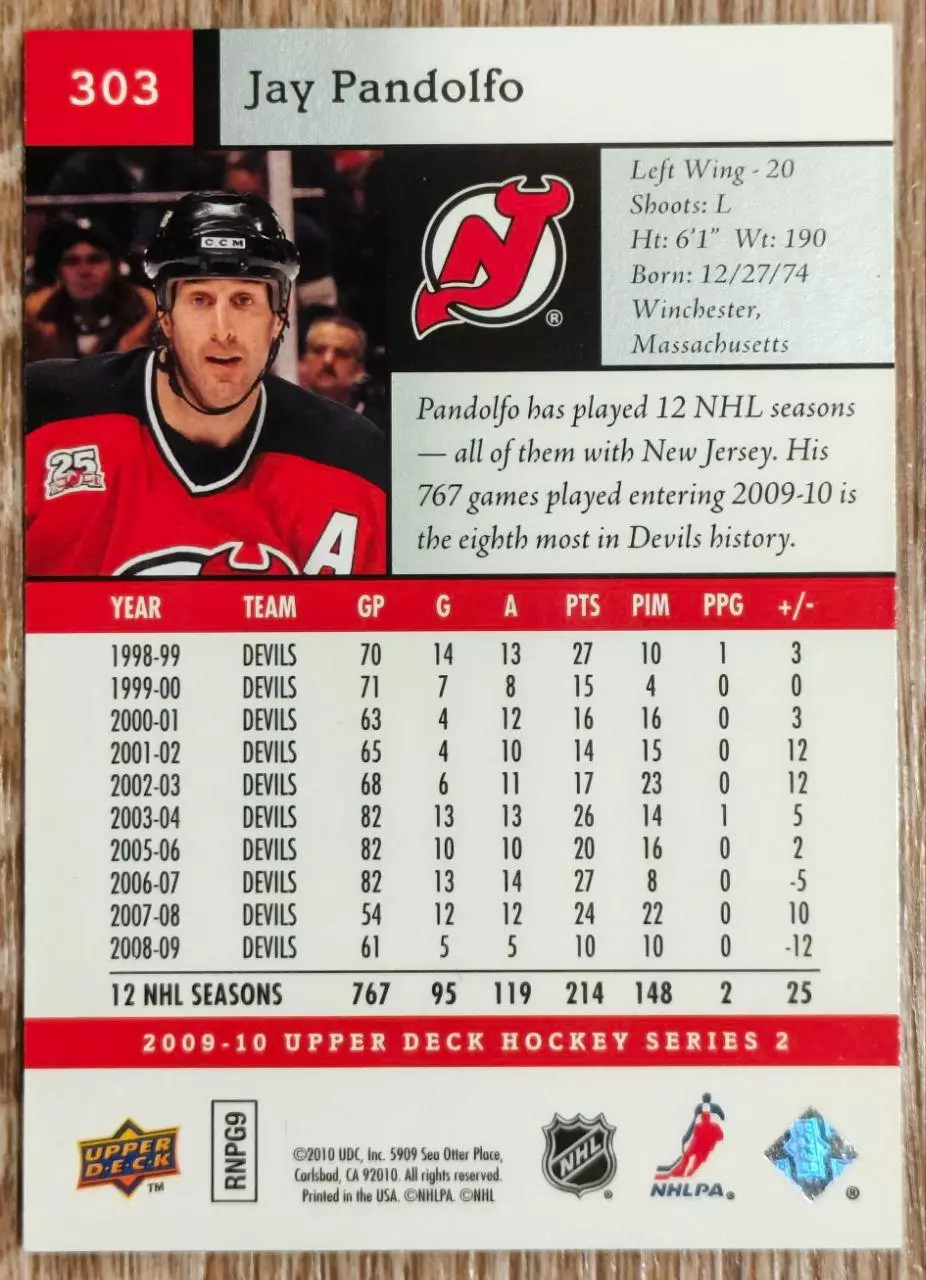 303
Jay Pandolfo
CCM
25
A
N
®
Left Wing - 20
Shoots: L
Ht: 6'1" Wt: 190
Born: 12/27/74
Winchester,
Massachusetts
Pandolfo has played 12 NHL seasons
— all of them with New Jersey. His
767 games played entering 2009-10 is
the eighth most in Devils history.
YEAR TEAM GP G A PTS PIM PPG +/-
1998-99 DEVILS 70 14 13 27 10 1 3
1999-00 DEVILS 71 7 8 15 4 0 0
2000-01 DEVILS 63 4 12 16 16 0 3
2001-02 DEVILS 65 4 10 14 15 0 12
2002-03 DEVILS 68 6 11 17 23 0 12
2003-04 DEVILS 82 13 13 26 14 1 5
2005-06 DEVILS 82 10 10 20 16 0 2
2006-07 DEVILS 82 13 14 27 8 0 -5
2007-08 DEVILS 54 12 12 24 22 0 10
2008-09 DEVILS 61 5 5 10 10 0 -12
12 NHL SEASONS 767 95 119 214 148 2 25
2009-10 UPPER DECK HOCKEY SERIES 2
UPPER
D·E·C·K
™
RNPG9
©2010 UDC, Inc. 5909 Sea Otter Place,
Carlsbad, CA 92010. All rights reserved.
Printed in the USA. ©NHLPA. ©NHL
NHL
®
NHLPA®
®